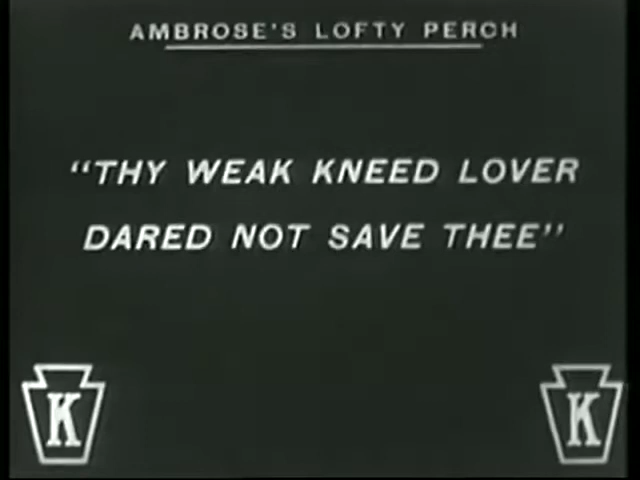 AMBROSE'S LOFTY PERCH
"THY WEAK KNEED LOVER
DARED NOT SAVE THEE"
K K